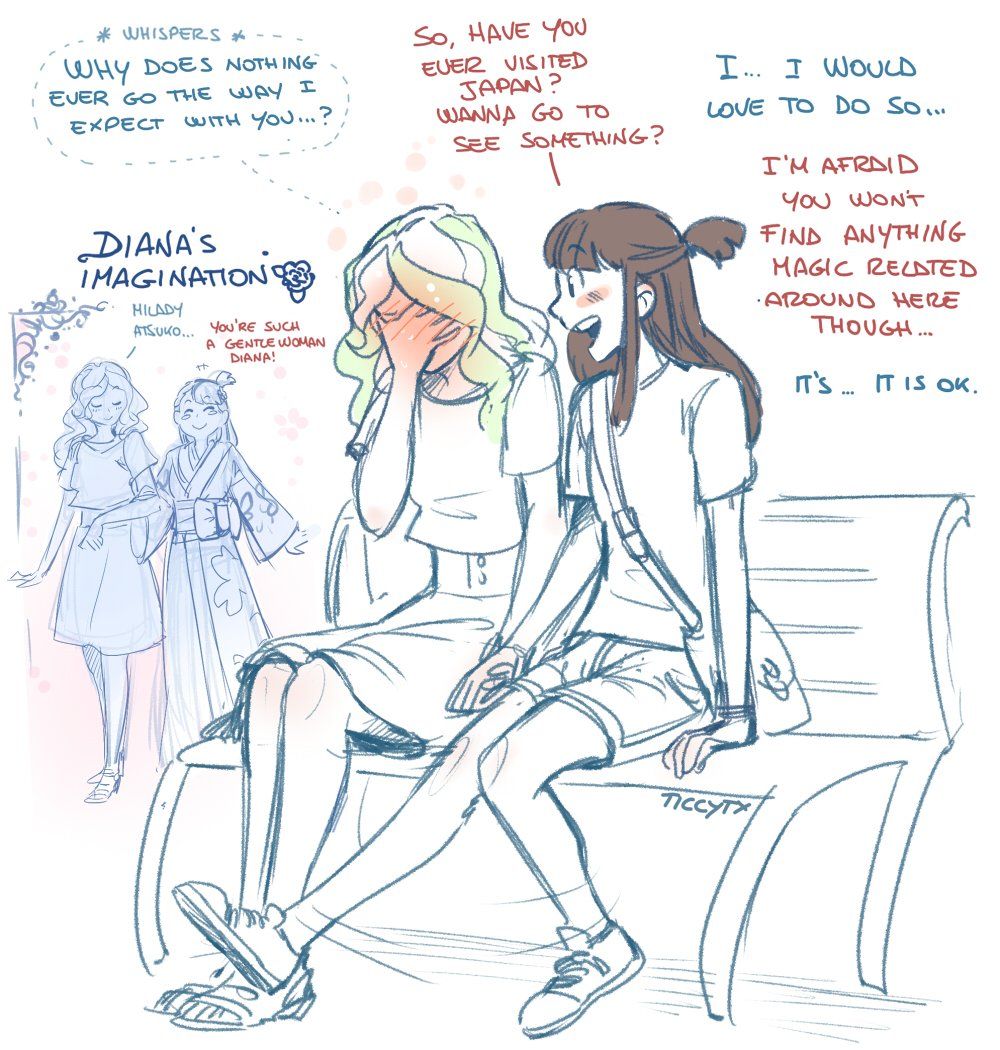 * WHISPERS *
WHY DOES NOTHING
EVER GO THE WAY I
EXPECT WITH YOU...?
SO, HAVE YOU
EVER VISITED
JAPAN?
WANNA GO TO
SEE SOMETHING?
I... I WOULD
LOVE TO DO SO...
I'M AFRAID
YOU WON'T
FIND ANYTHING
MAGIC RELATED
AROUND HERE
THOUGH...
IT'S... IT IS OK.
DIANA'S
IMAGINATION
MILADY
ATSUKO...
YOU'RE SUCH
A GENTLEWOMAN
DIANA!
TICCYTX